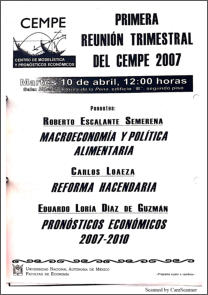 CEMPE
CENTRO DE MODELÍSTICA
Y PRONÓSTICOS ECONÓMICOS
PRIMERA
REUNIÓN TRIMESTRAL
DEL CEMPE 2007
Martes 10 de abril, 12:00 horas
edificio "B", segundo piso
Ponentes:
ROBERTO ESCALANTE SEMERENA
MACROECONOMÍA Y POLÍTICA
ALIMENTARIA
CARLOS LOAEZA
REFORMA HACENDARIA
EDUARDO LORÍA DÍAZ DE GUZMÁN
PRONÓSTICOS ECONÓMICOS
2007-2010
UNIVERSIDAD NACIONAL AUTÓNOMA DE MÉXICO
FACULTAD DE ECONOMÍA
Scanned by CamScanner